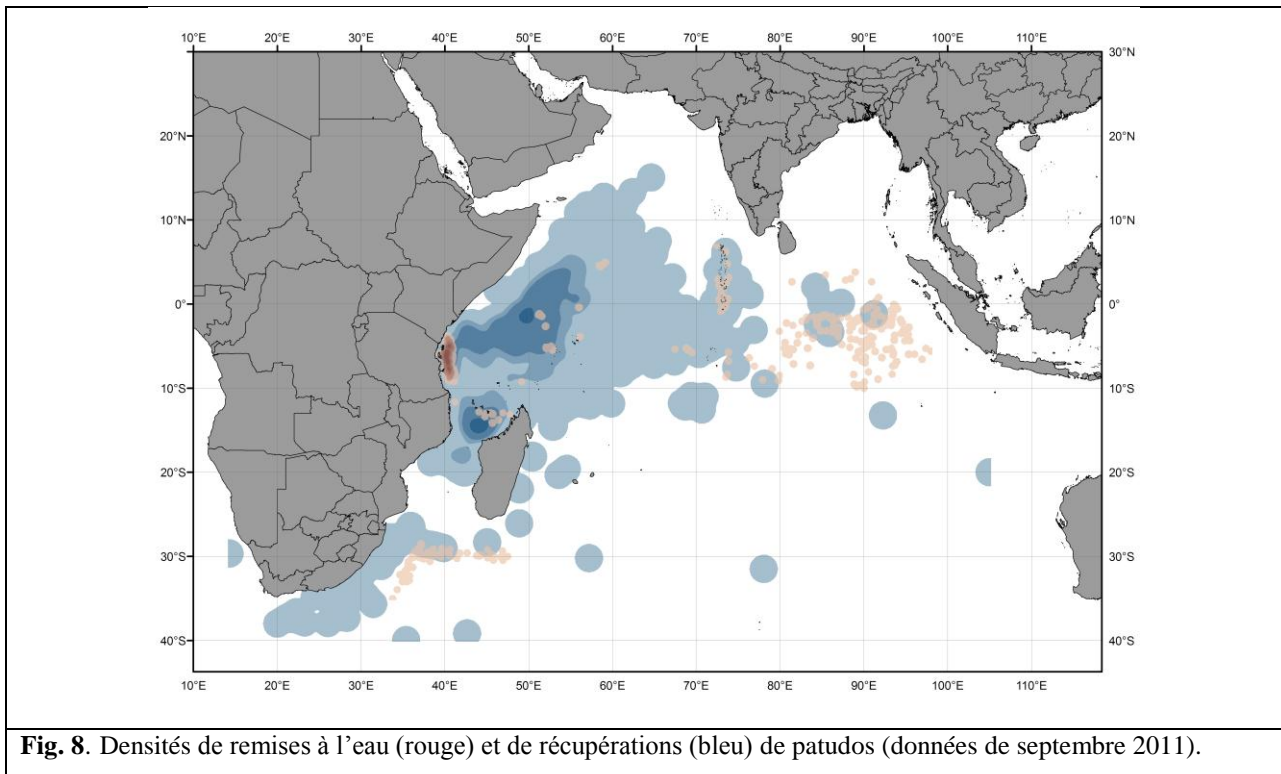 10°E 20°E 30°E 40°E 50°E 60°E 70°E 80°E 90°E 100°E 110°E
30°N
20°N 20°N
10°N 10°N
0° 0°
10°S 10°S
20°S 20°S
30°S 30°S
40°S 40°S
10°E 20°E 30°E 40°E 50°E 60°E 70°E 80°E 90°E 100°E 110°E
Fig. 8. Densités de remises à l'eau (rouge) et de récupérations (bleu) de patudos (données de septembre 2011).